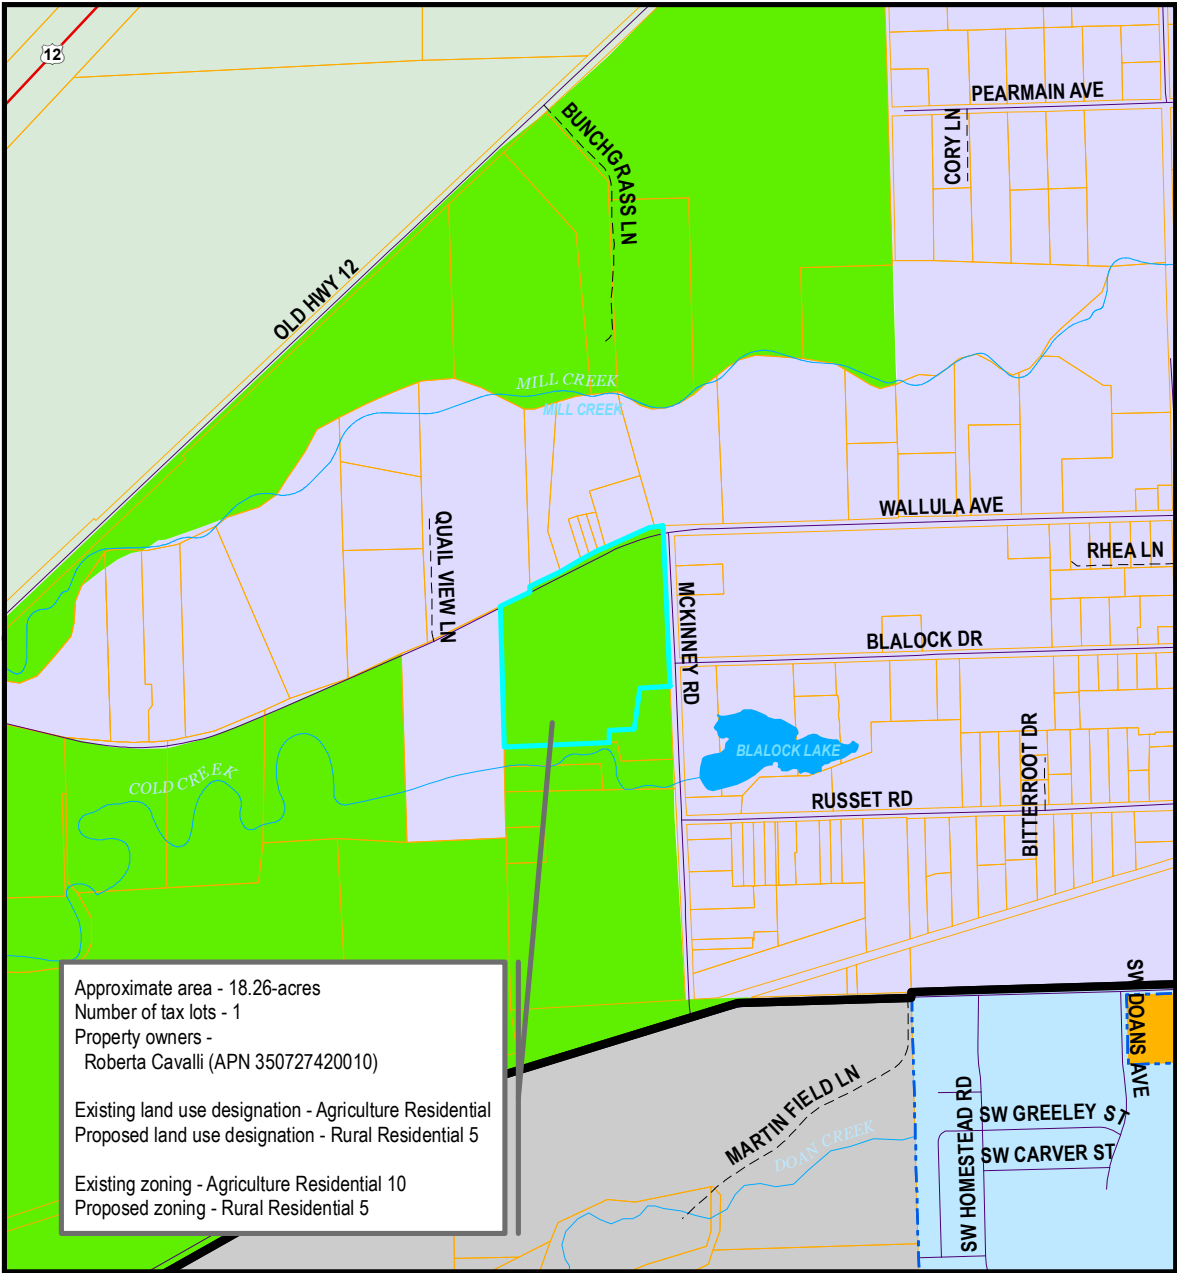 12
PEARMAIN AVE
CORY LN
BUNCHGRASS LN
OLD HWY 12
MILL CREEK
MILL CREEK
WALLULA AVE
QUAIL VIEW LN
RHEA LN
MCKINNEY RD
BLALOCK DR
BLALOCK LAKE
BITTERROOT DR
COLD CREEK
RUSSET RD
Approximate area - 18.26-acres
Number of tax lots - 1
Property owners -
Roberta Cavalli (APN 350727420010)
Existing land use designation - Agriculture Residential
Proposed land use designation - Rural Residential 5
Existing zoning - Agriculture Residential 10
Proposed zoning - Rural Residential 5
SW DOANS AVE
MARTIN FIELD LN
DOAN CREEK
SW HOMESTEAD RD
SW GREELEY ST
SW CARVER ST